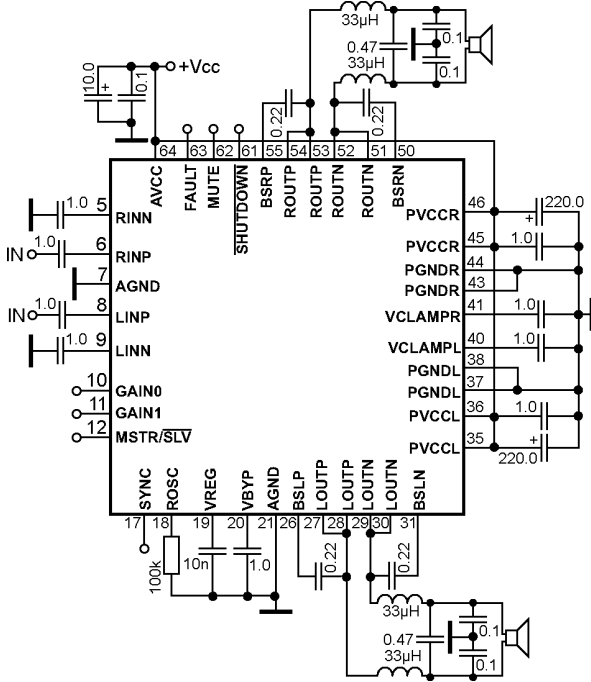 33µH
0.47
0.1
33µH
0.1
10.0
+
0.1
+Vcc
0.22
0.22
64
63
62
61
55
54
53
52
51
50
AVCC
FAULT
MUTE
SHUTDOWN
BSRP
ROUTP
ROUTP
ROUTN
ROUTN
BSRN
1.0
5
RINN
IN
1.0
6
RINP
7
AGND
IN
1.0
8
LINP
1.0
9
LINN
10
GAIN0
11
GAIN1
12
MSTR/SLV
PVCCR
46
220.0
+
PVCCR
45
1.0
PGNDR
44
PGNDR
43
VCLAMPR
41
1.0
VCLAMPL
40
1.0
PGNDL
38
PGNDL
37
PVCCL
36
1.0
PVCCL
35
+
220.0
SYNC
ROSC
VREG
VBYP
AGND
BSLP
LOUTP
LOUTP
LOUTN
LOUTN
BSLN
17
18
19
20
21
26
27
28
29
30
31
100k
10n
1.0
0.22
0.22
33µH
0.47
0.1
33µH
0.1